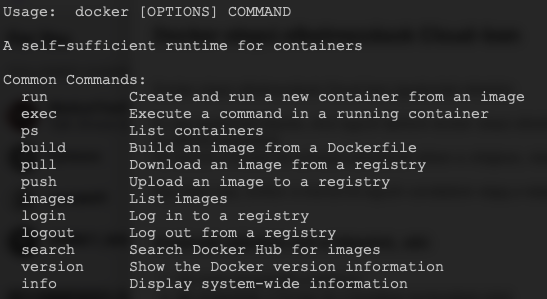 Usage:  docker [OPTIONS] COMMAND
A self-sufficient runtime for containers
Common Commands:
  run         Create and run a new container from an image
  exec        Execute a command in a running container
  ps          List containers
  build       Build an image from a Dockerfile
  pull        Download an image from a registry
  push        Upload an image to a registry
  images      List images
  login       Log in to a registry
  logout      Log out from a registry
  search      Search Docker Hub for images
  version     Show the Docker version information
  info        Display system-wide information